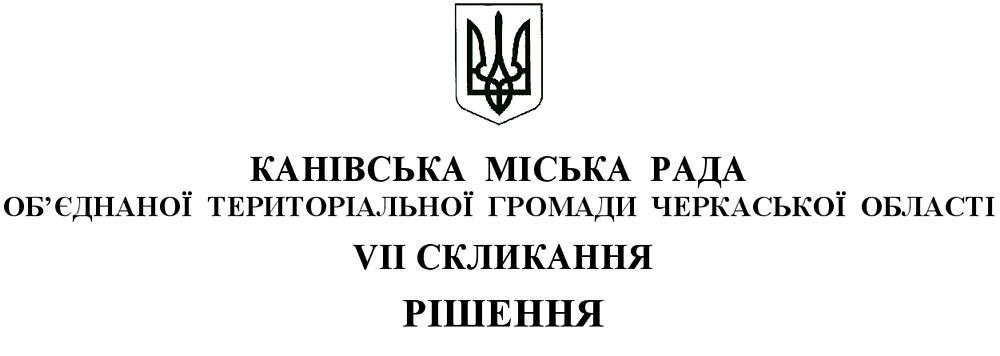 КАНІВСЬКА МІСЬКА РАДА
ОБ’ЄДНАНОЇ ТЕРИТОРІАЛЬНОЇ ГРОМАДИ ЧЕРКАСЬКОЇ ОБЛАСТІ
VII СКЛИКАННЯ
РІШЕННЯ